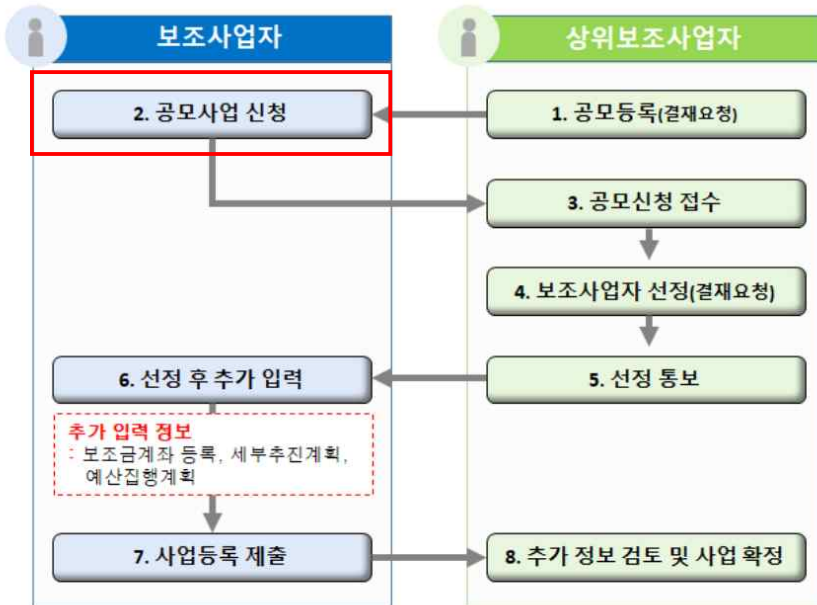 보조사업자
상위보조사업자
2. 공모사업 신청
1. 공모등록(결재요청)
3. 공모신청 접수
4. 보조사업자 선정(결재요청)
6. 선정 후 추가 입력
5. 선정 통보
추가 입력 정보
: 보조금계좌 등록, 세부추진계획,
예산집행계획
7. 사업등록 제출
8. 추가 정보 검토 및 사업 확정